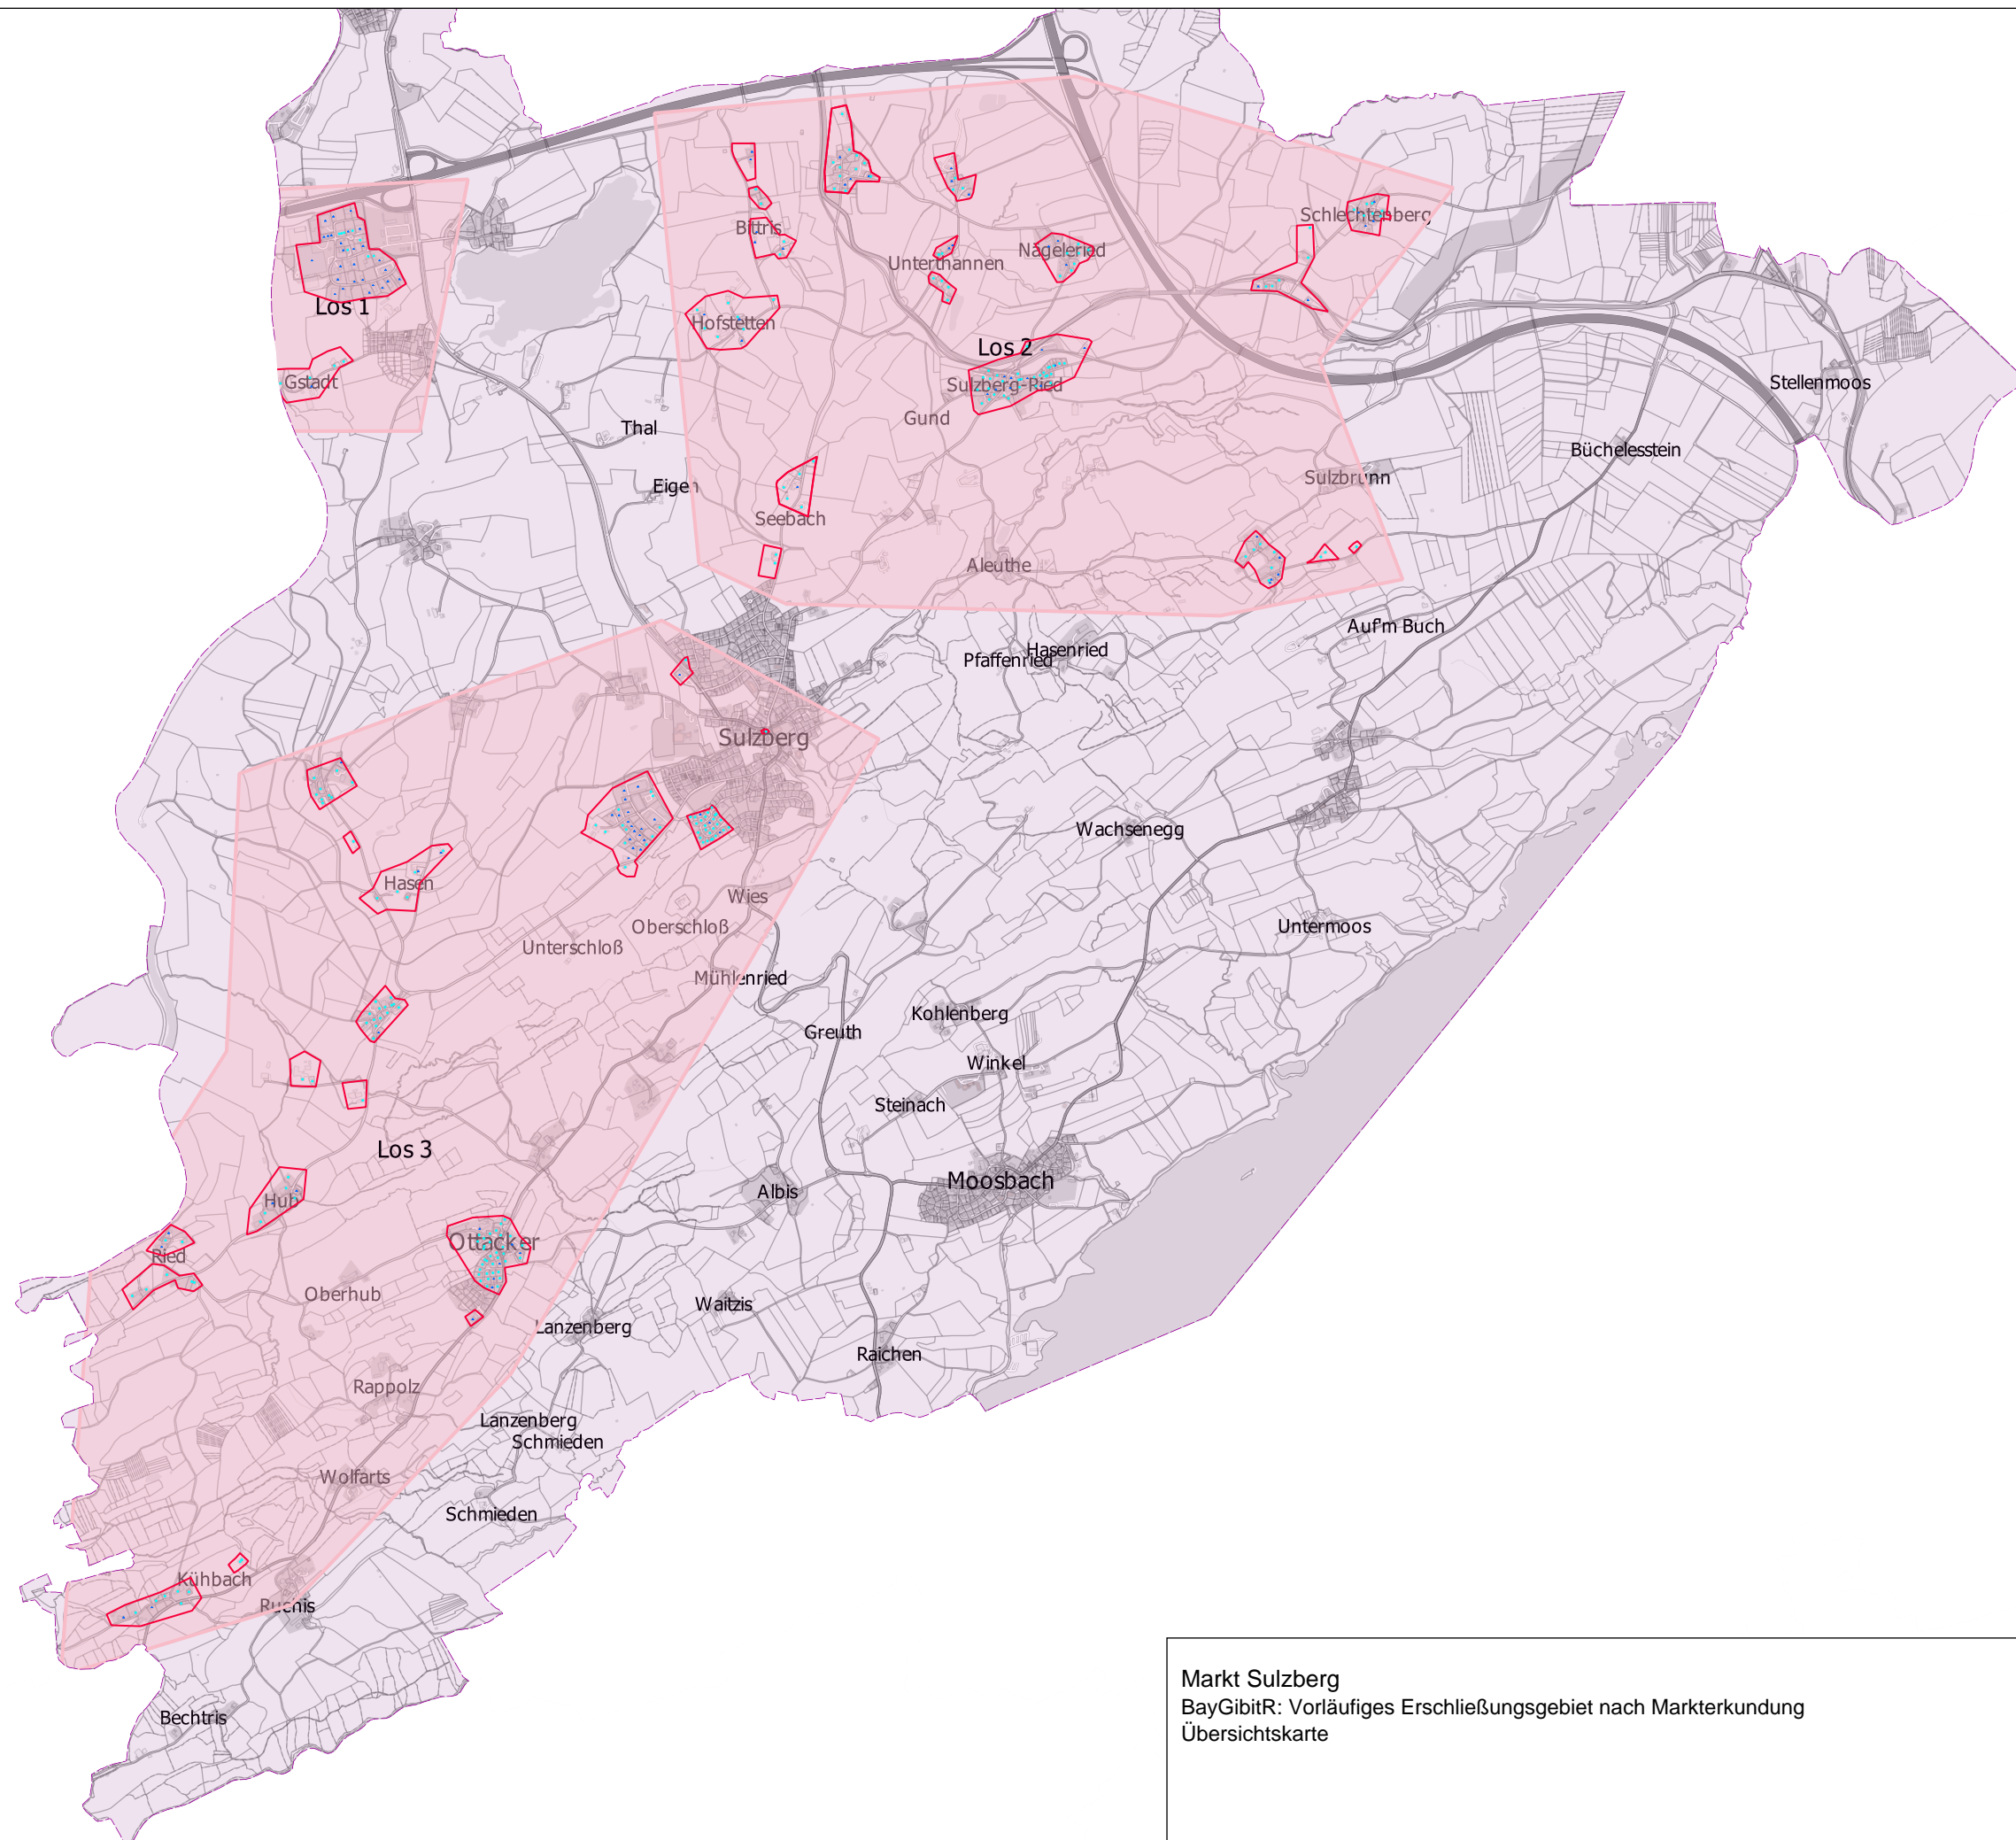 Schlechtenberg
Bittris
Nägeleried
Unterthannen
Los 1
Hofstetten
Los 2
Gstadt
Sulzberg-Ried
Stellenmoos
Gund
Thal
Büchelesstein
Sulzbrunn
Eigen
Seebach
Aleuthe
Auf'm Buch
Hasenried
Pfaffenried
Sulzberg
Wachsenegg
Hasen
Wies
Oberschloß
Untermoos
Unterschloß
Mühlenried
Kohlenberg
Greuth
Winkel
Steinach
Los 3
Moosbach
Albis
Hub
Ottacker
Ried
Oberhub
Waitzis
Lanzenberg
Raichen
Rappolz
Lanzenberg
Schmieden
Wolfarts
Schmieden
Kühbach
Ruchis
Bechtris
Markt Sulzberg
BayGibitR: Vorläufiges Erschließungsgebiet nach Markterkundung
Übersichtskarte